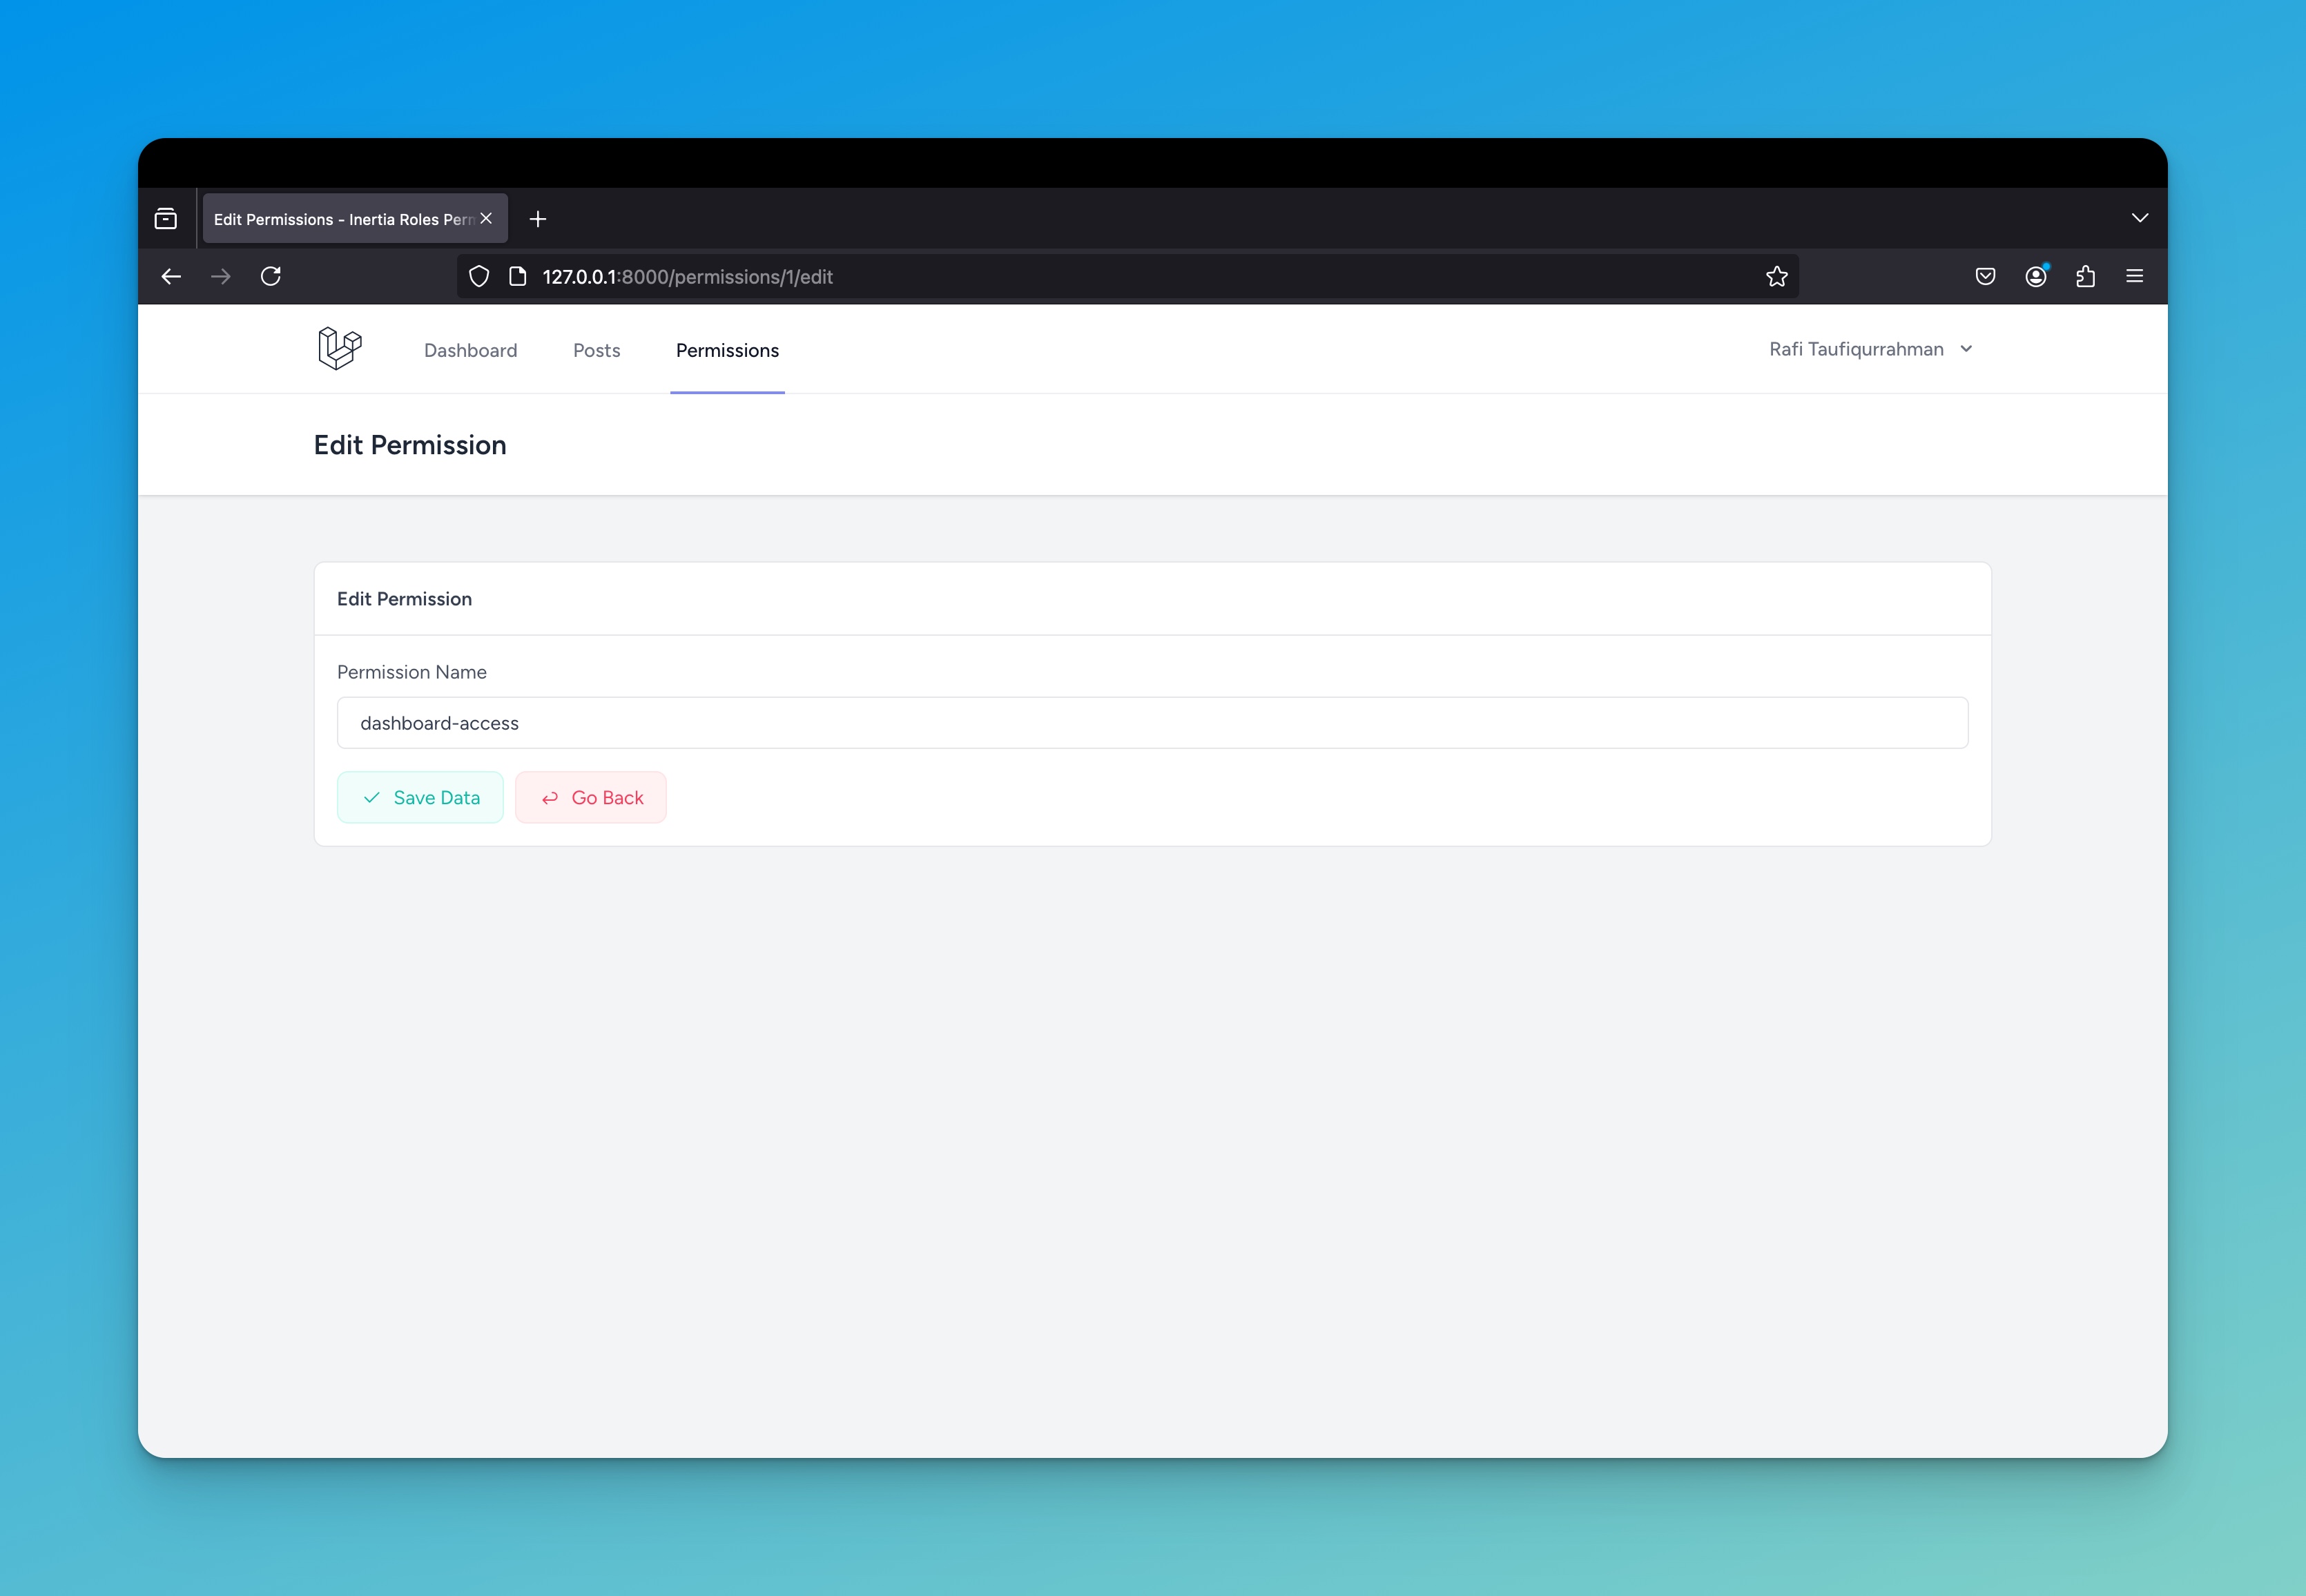 Edit Permissions - Inertia Roles Perm
127.0.0.1:8000/permissions/1/edit
Dashboard Posts Permissions Rafi Taufiqurrahman
Edit Permission
Edit Permission
Permission Name
dashboard-access
Save Data Go Back